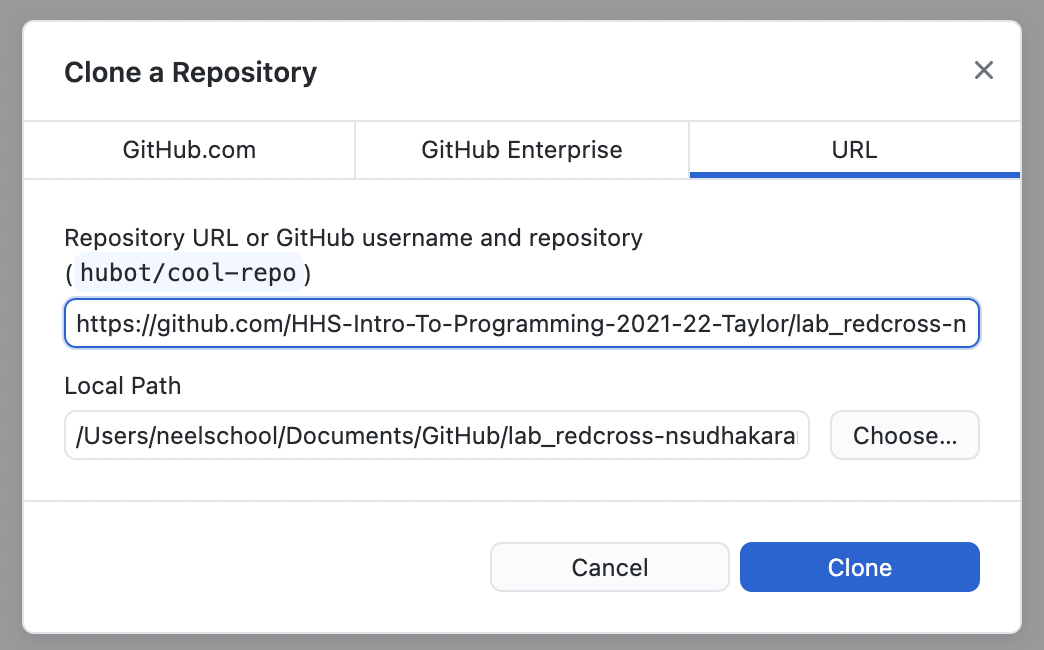 Clone a Repository
GitHub.com
GitHub Enterprise
URL
Repository URL or GitHub username and repository
(hubot/cool-repo)
https://github.com/HHS-Intro-To-Programming-2021-22-Taylor/lab_redcross-n
Local Path
/Users/neelschool/Documents/GitHub/lab_redcross-nsudhakara
Choose...
Cancel
Clone